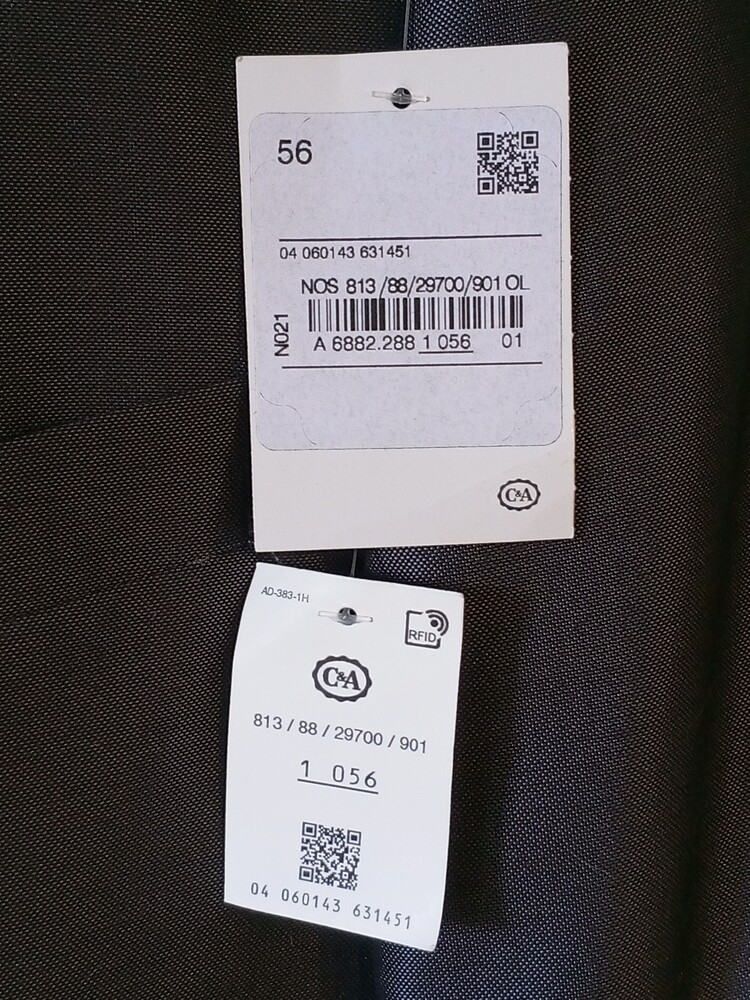 56
04 060143 631451
NOS 813/88/29700/901 OL
N021
A 6882.288 1 056 01
C&A
AD-383-1H
RFID
C&A
813 / 88 / 29700 / 901
1 056
04 060143 631451